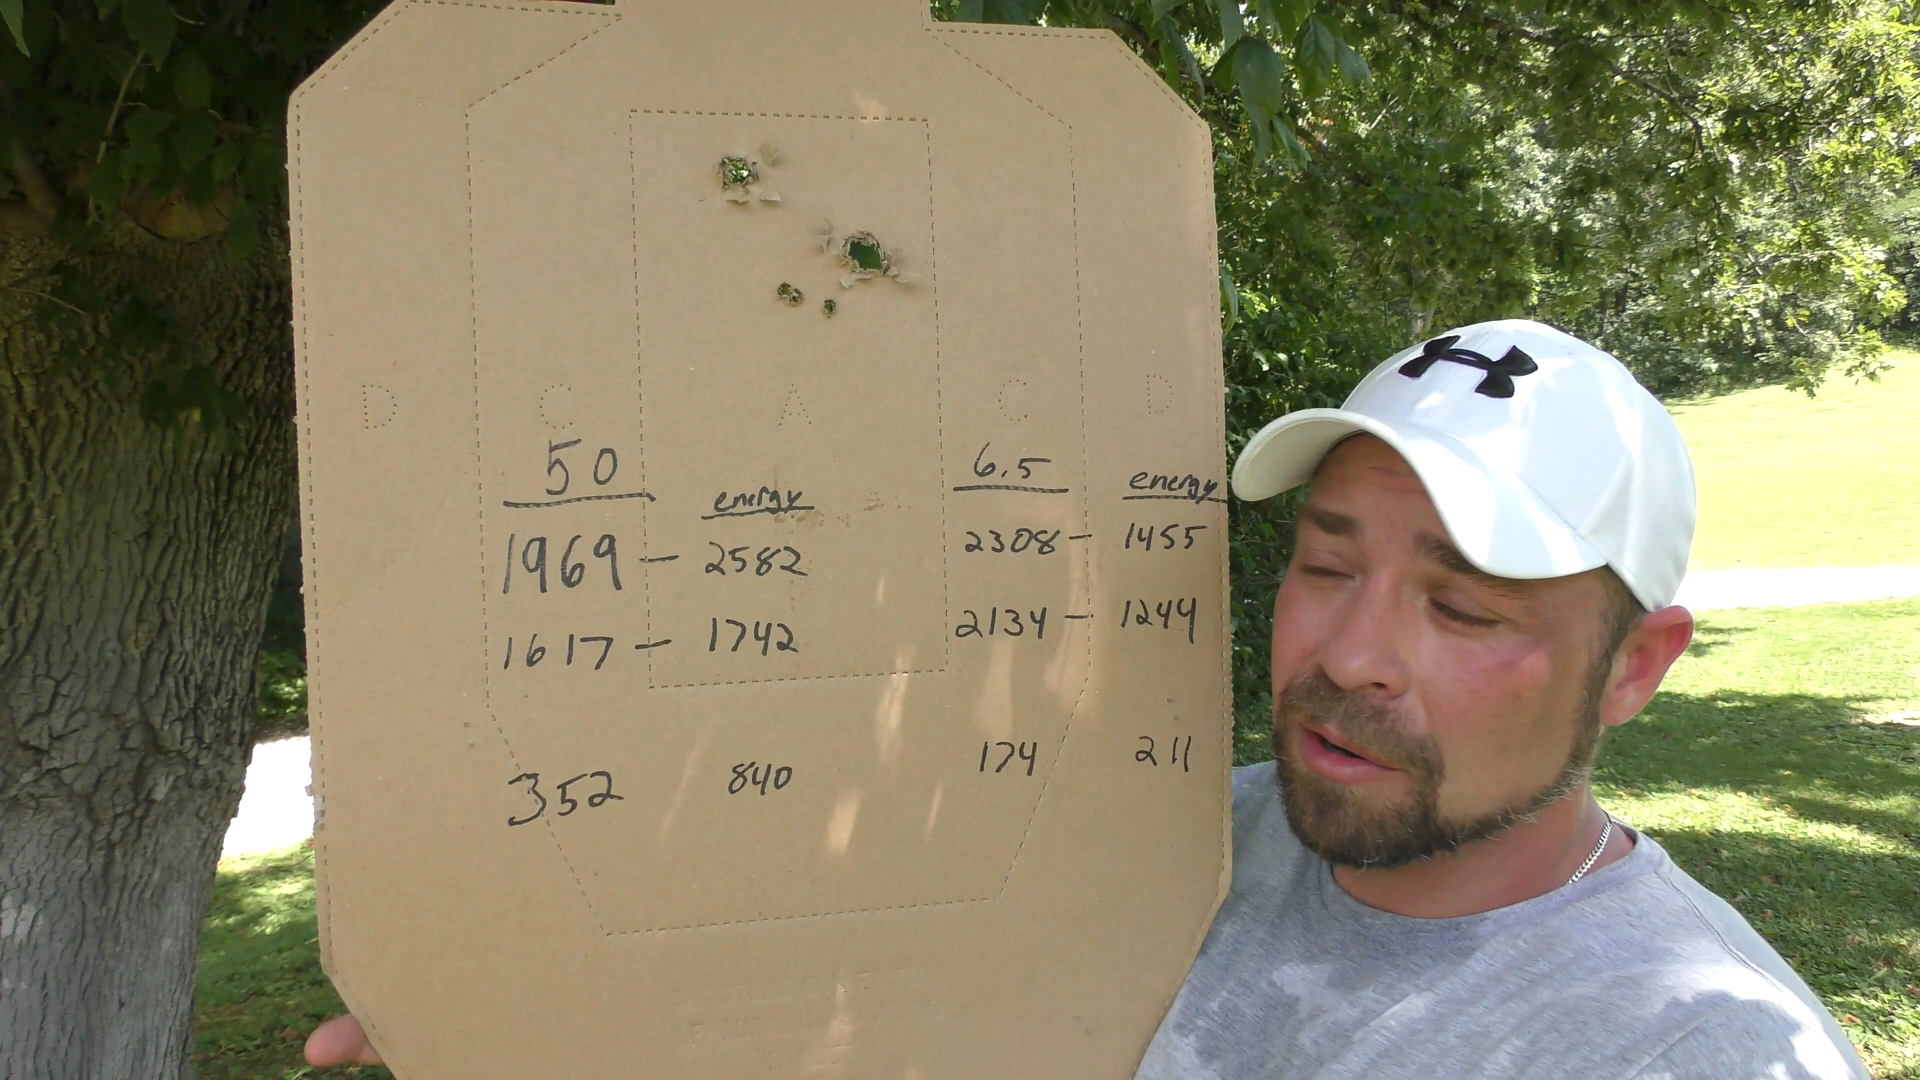 D C A C D
50 energy 6.5 energy
1969 - 2582 2308 - 1455
1617 - 1742 2134 - 1244
352 840 174 211